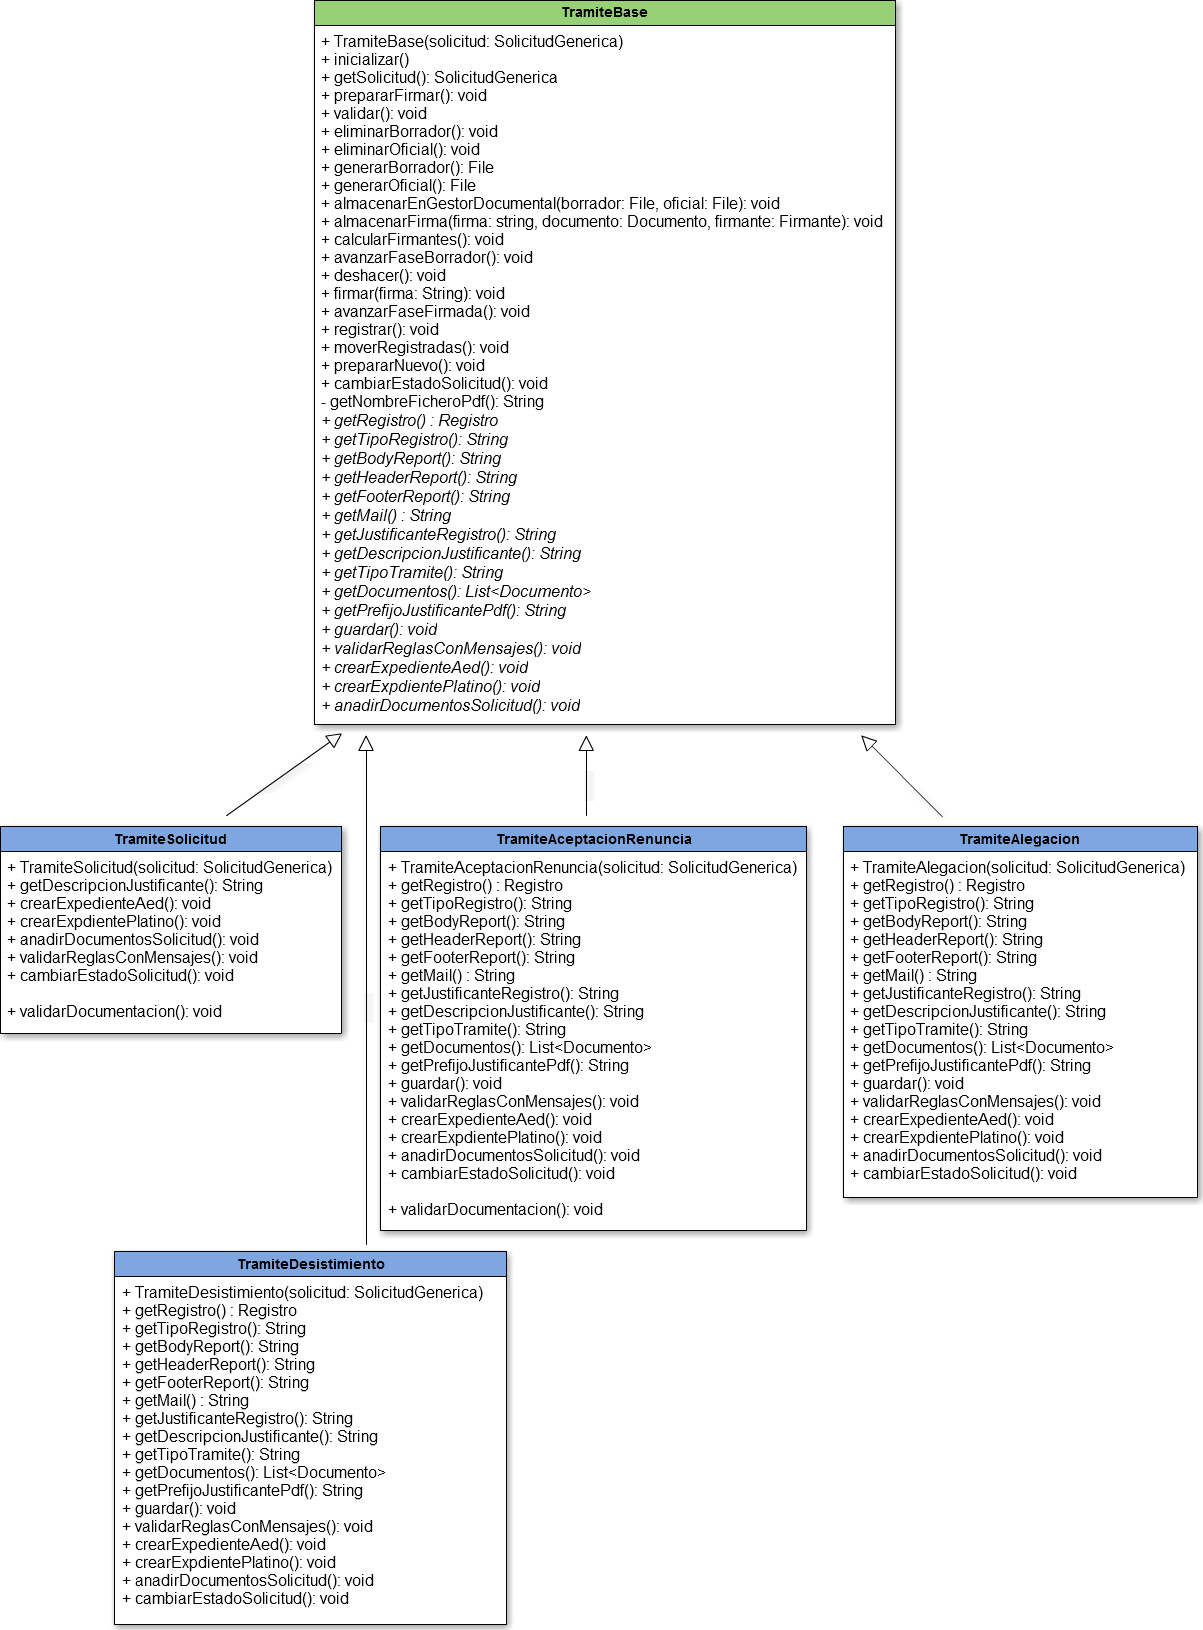 TramiteBase
+ TramiteBase(solicitud: SolicitudGenerica)
+ inicializar()
+ getSolicitud(): SolicitudGenerica
+ prepararFirmar(): void
+ validar(): void
+ eliminarBorrador(): void
+ eliminarOficial(): void
+ generarBorrador(): File
+ generarOficial(): File
+ almacenarEnGestorDocumental(borrador: File, oficial: File): void
+ almacenarFirma(firma: string, documento: Documento, firmante: Firmante): void
+ calcularFirmantes(): void
+ avanzarFaseBorrador(): void
+ deshacer(): void
+ firmar(firma: String): void
+ avanzarFaseFirmada(): void
+ registrar(): void
+ moverRegistradas(): void
+ prepararNuevo(): void
+ cambiarEstadoSolicitud(): void
- getNombreFicheroPdf(): String
+ getRegistro() : Registro
+ getTipoRegistro(): String
+ getBodyReport(): String
+ getHeaderReport(): String
+ getFooterReport(): String
+ getMail() : String
+ getJustificanteRegistro(): String
+ getDescripcionJustificante(): String
+ getTipoTramite(): String
+ getDocumentos(): List<Documento>
+ getPrefijoJustificantePdf(): String
+ guardar(): void
+ validarReglasConMensajes(): void
+ crearExpedienteAed(): void
+ crearExpdientePlatino(): void
+ anadirDocumentosSolicitud(): void
TramiteSolicitud
+ TramiteSolicitud(solicitud: SolicitudGenerica)
+ getDescripcionJustificante(): String
+ crearExpedienteAed(): void
+ crearExpdientePlatino(): void
+ anadirDocumentosSolicitud(): void
+ validarReglasConMensajes(): void
+ cambiarEstadoSolicitud(): void
+ validarDocumentacion(): void
TramiteAceptacionRenuncia
+ TramiteAceptacionRenuncia(solicitud: SolicitudGenerica)
+ getRegistro() : Registro
+ getTipoRegistro(): String
+ getBodyReport(): String
+ getHeaderReport(): String
+ getFooterReport(): String
+ getMail() : String
+ getJustificanteRegistro(): String
+ getDescripcionJustificante(): String
+ getTipoTramite(): String
+ getDocumentos(): List<Documento>
+ getPrefijoJustificantePdf(): String
+ guardar(): void
+ validarReglasConMensajes(): void
+ crearExpedienteAed(): void
+ crearExpdientePlatino(): void
+ anadirDocumentosSolicitud(): void
+ cambiarEstadoSolicitud(): void
+ validarDocumentacion(): void
TramiteAlegacion
+ TramiteAlegacion(solicitud: SolicitudGenerica)
+ getRegistro() : Registro
+ getTipoRegistro(): String
+ getBodyReport(): String
+ getHeaderReport(): String
+ getFooterReport(): String
+ getMail() : String
+ getJustificanteRegistro(): String
+ getDescripcionJustificante(): String
+ getTipoTramite(): String
+ getDocumentos(): List<Documento>
+ getPrefijoJustificantePdf(): String
+ guardar(): void
+ validarReglasConMensajes(): void
+ crearExpedienteAed(): void
+ crearExpdientePlatino(): void
+ anadirDocumentosSolicitud(): void
+ cambiarEstadoSolicitud(): void
TramiteDesistimiento
+ TramiteDesistimiento(solicitud: SolicitudGenerica)
+ getRegistro() : Registro
+ getTipoRegistro(): String
+ getBodyReport(): String
+ getHeaderReport(): String
+ getFooterReport(): String
+ getMail() : String
+ getJustificanteRegistro(): String
+ getDescripcionJustificante(): String
+ getTipoTramite(): String
+ getDocumentos(): List<Documento>
+ getPrefijoJustificantePdf(): String
+ guardar(): void
+ validarReglasConMensajes(): void
+ crearExpedienteAed(): void
+ crearExpdientePlatino(): void
+ anadirDocumentosSolicitud(): void
+ cambiarEstadoSolicitud(): void